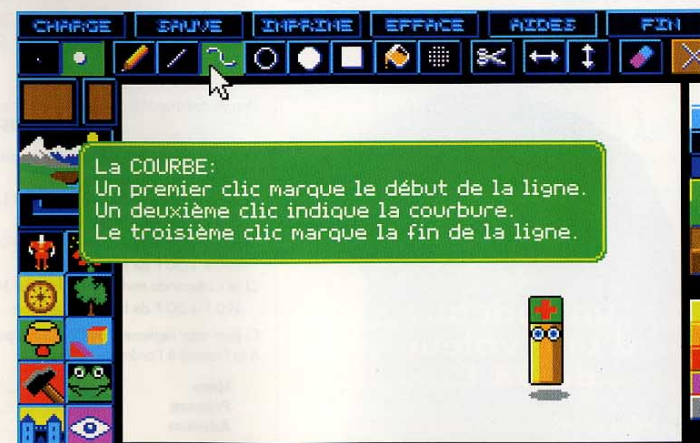 CHARGE SAUVE IMPRIME EFFACE AIDES FIN
La COURBE:
Un premier clic marque le début de la ligne.
Un deuxième clic indique la courbure.
Le troisième clic marque la fin de la ligne.